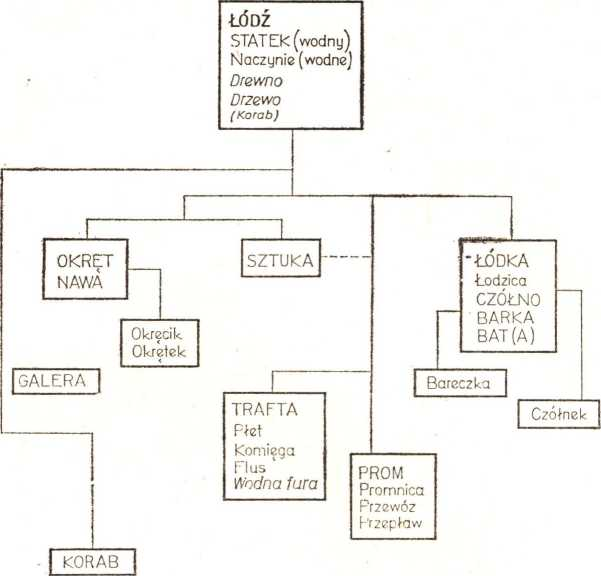 ŁÓDŹ
STATEK (wodny)
Naczynie (wodne)
Drewno
Drzewo
(Korab)
OKRĘT
NAWA
SZTUKA
ŁÓDKA
Łodzica
CZÓŁNO
BARKA
BAT(A)
Okręcik
Okrętek
GALERA
Bareczka
Czółnek
TRAFTA
Płet
Komięga
Flus
Wodna fura
PROM
Promnica
Przewóz
Przepław
KORAB